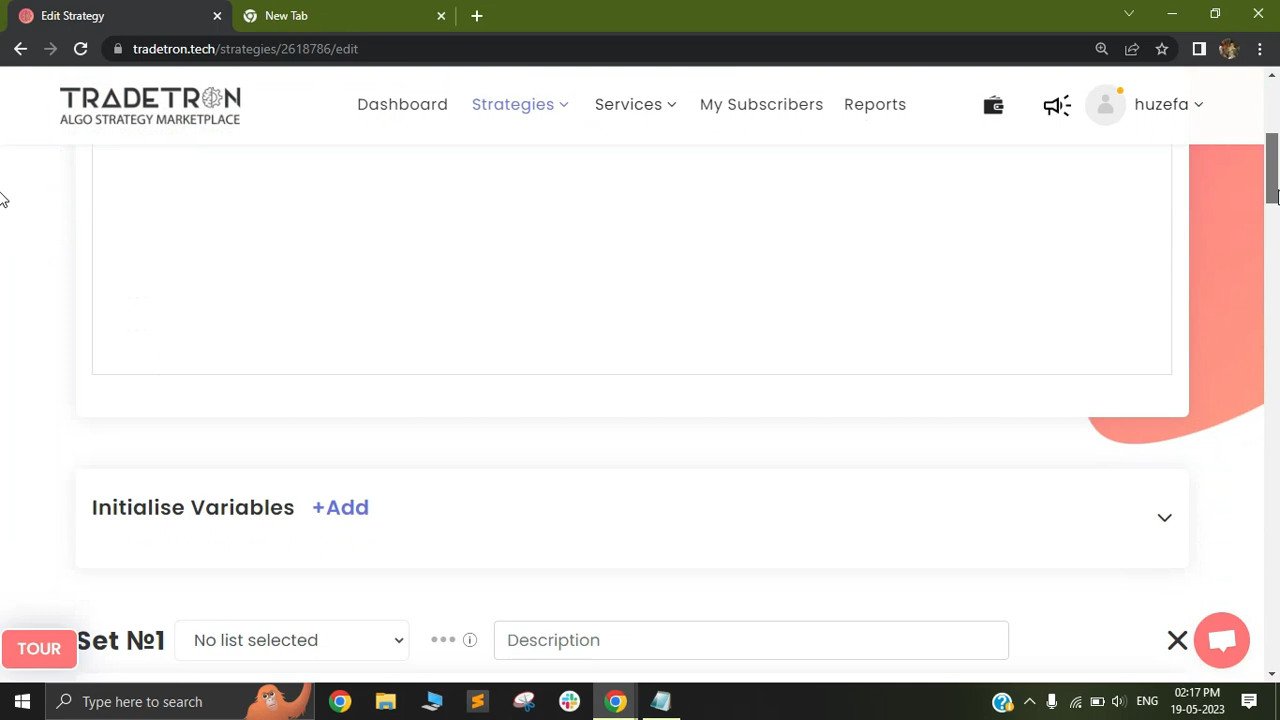 Edit Strategy
New Tab
tradetron.tech/strategies/2618786/edit
TRADETRON
ALGO STRATEGY MARKETPLACE
Dashboard
Strategies
Services
My Subscribers
Reports
huzefa
Initialise Variables +Add
TOUR
Set №1
No list selected
Description
Type here to search
ENG
02:17 PM
19-05-2023